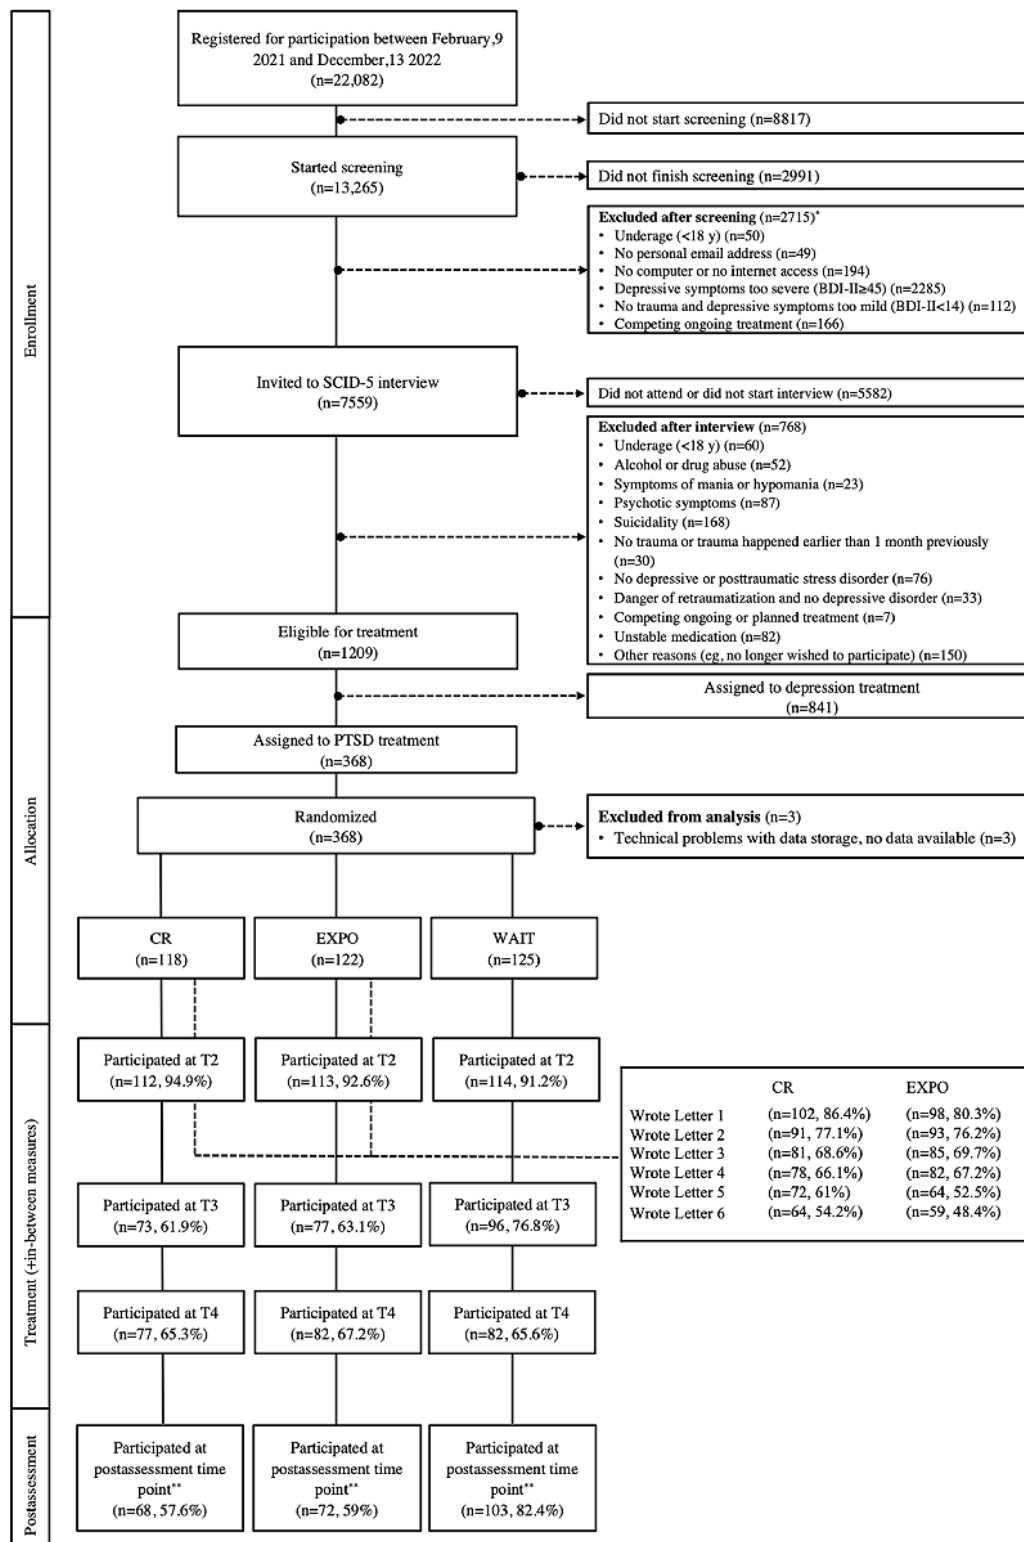 Enrollment
Registered for participation between February,9
2021 and December,13 2022
(n=22,082)
Did not start screening (n=8817)
Started screening
(n=13,265)
Did not finish screening (n=2991)
Excluded after screening (n=2715)*
• Underage (<18 y) (n=50)
• No personal email address (n=49)
• No computer or no internet access (n=194)
• Depressive symptoms too severe (BDI-II≥45) (n=2285)
• No trauma and depressive symptoms too mild (BDI-II<14) (n=112)
• Competing ongoing treatment (n=166)
Invited to SCID-5 interview
(n=7559)
Did not attend or did not start interview (n=5582)
Excluded after interview (n=768)
• Underage (<18 y) (n=60)
• Alcohol or drug abuse (n=52)
• Symptoms of mania or hypomania (n=23)
• Psychotic symptoms (n=87)
• Suicidality (n=168)
• No trauma or trauma happened earlier than 1 month previously
(n=30)
• No depressive or posttraumatic stress disorder (n=76)
• Danger of retraumatization and no depressive disorder (n=33)
• Competing ongoing or planned treatment (n=7)
• Unstable medication (n=82)
• Other reasons (eg, no longer wished to participate) (n=150)
Allocation
Eligible for treatment
(n=1209)
Assigned to depression treatment
(n=841)
Assigned to PTSD treatment
(n=368)
Randomized
(n=368)
Excluded from analysis (n=3)
• Technical problems with data storage, no data available (n=3)
CR
(n=118)
EXPO
(n=122)
WAIT
(n=125)
Treatment (+in-between measures)
Participated at T2
(n=112, 94.9%)
Participated at T2
(n=113, 92.6%)
Participated at T2
(n=114, 91.2%)
CR EXPO
Wrote Letter 1 (n=102, 86.4%) (n=98, 80.3%)
Wrote Letter 2 (n=91, 77.1%) (n=93, 76.2%)
Wrote Letter 3 (n=81, 68.6%) (n=85, 69.7%)
Wrote Letter 4 (n=78, 66.1%) (n=82, 67.2%)
Wrote Letter 5 (n=72, 61%) (n=64, 52.5%)
Wrote Letter 6 (n=64, 54.2%) (n=59, 48.4%)
Participated at T3
(n=73, 61.9%)
Participated at T3
(n=77, 63.1%)
Participated at T3
(n=96, 76.8%)
Participated at T4
(n=77, 65.3%)
Participated at T4
(n=82, 67.2%)
Participated at T4
(n=82, 65.6%)
Postassessment
Participated at
postassessment time
point**
(n=68, 57.6%)
Participated at
postassessment time
point**
(n=72, 59%)
Participated at
postassessment time
point**
(n=103, 82.4%)